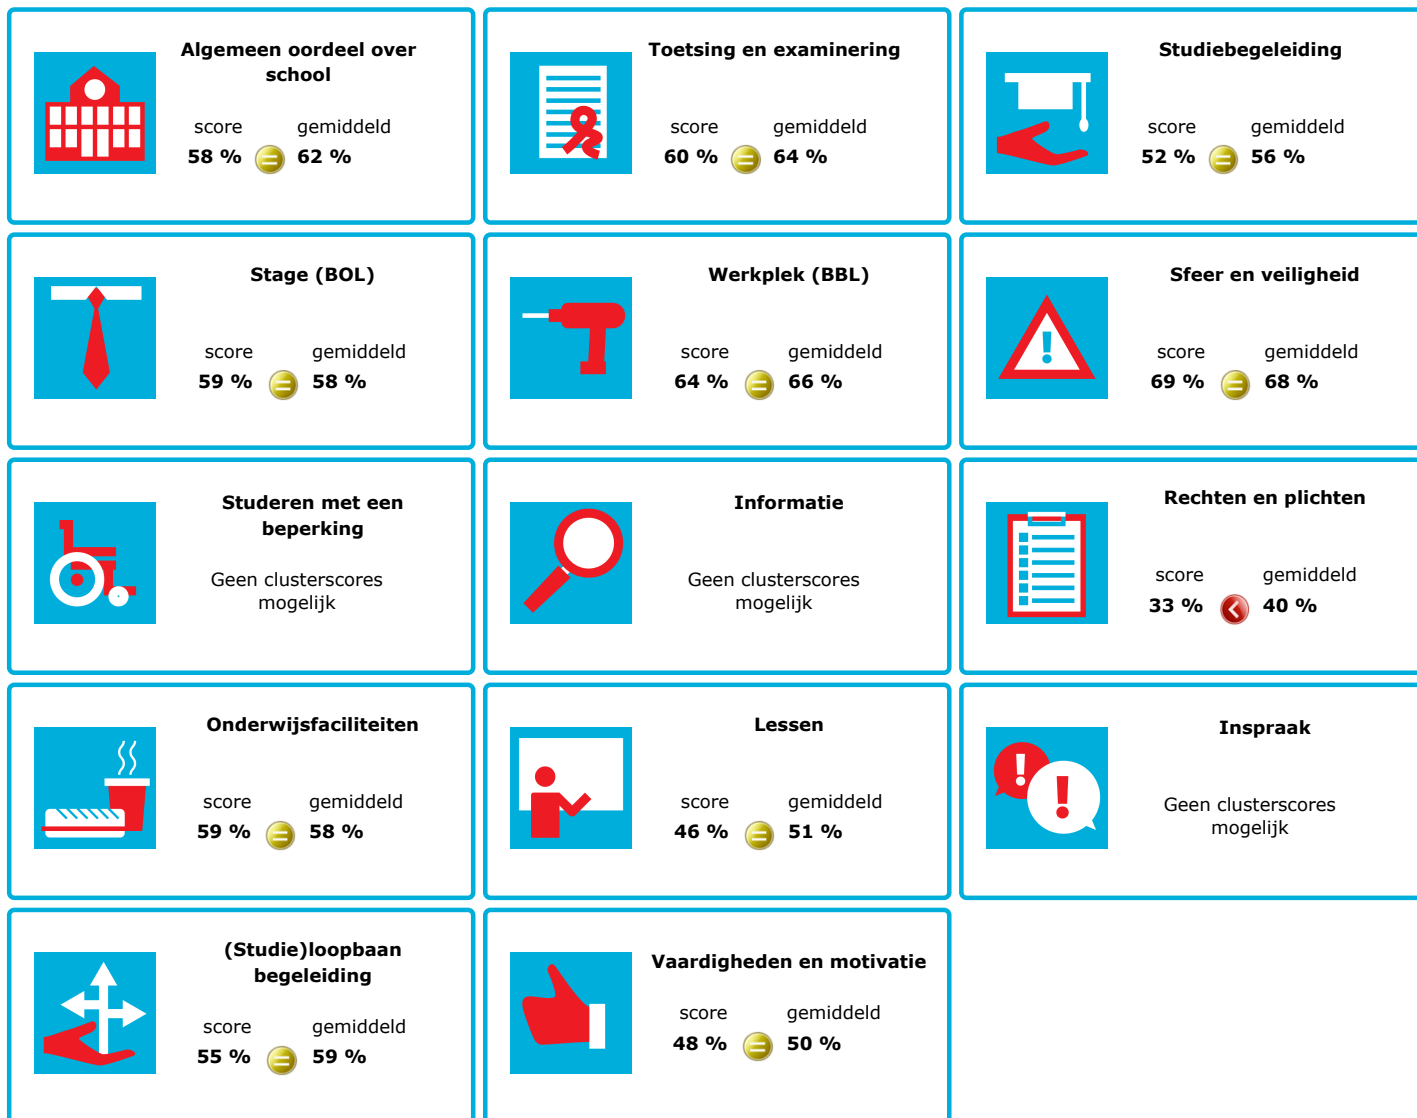 Algemeen oordeel over
school
score gemiddeld
58 % = 62 %
Toetsing en examinering
score gemiddeld
60 % = 64 %
Studiebegeleiding
score gemiddeld
52 % = 56 %
Stage (BOL)
score gemiddeld
59 % = 58 %
Werkplek (BBL)
score gemiddeld
64 % = 66 %
Sfeer en veiligheid
score gemiddeld
69 % = 68 %
Studeren met een
beperking
Geen clusterscores
mogelijk
Informatie
Geen clusterscores
mogelijk
Rechten en plichten
score gemiddeld
33 % < 40 %
Onderwijsfaciliteiten
score gemiddeld
59 % = 58 %
Lessen
score gemiddeld
46 % = 51 %
Inspraak
Geen clusterscores
mogelijk
(Studie)loopbaan
begeleiding
score gemiddeld
55 % = 59 %
Vaardigheden en motivatie
score gemiddeld
48 % = 50 %